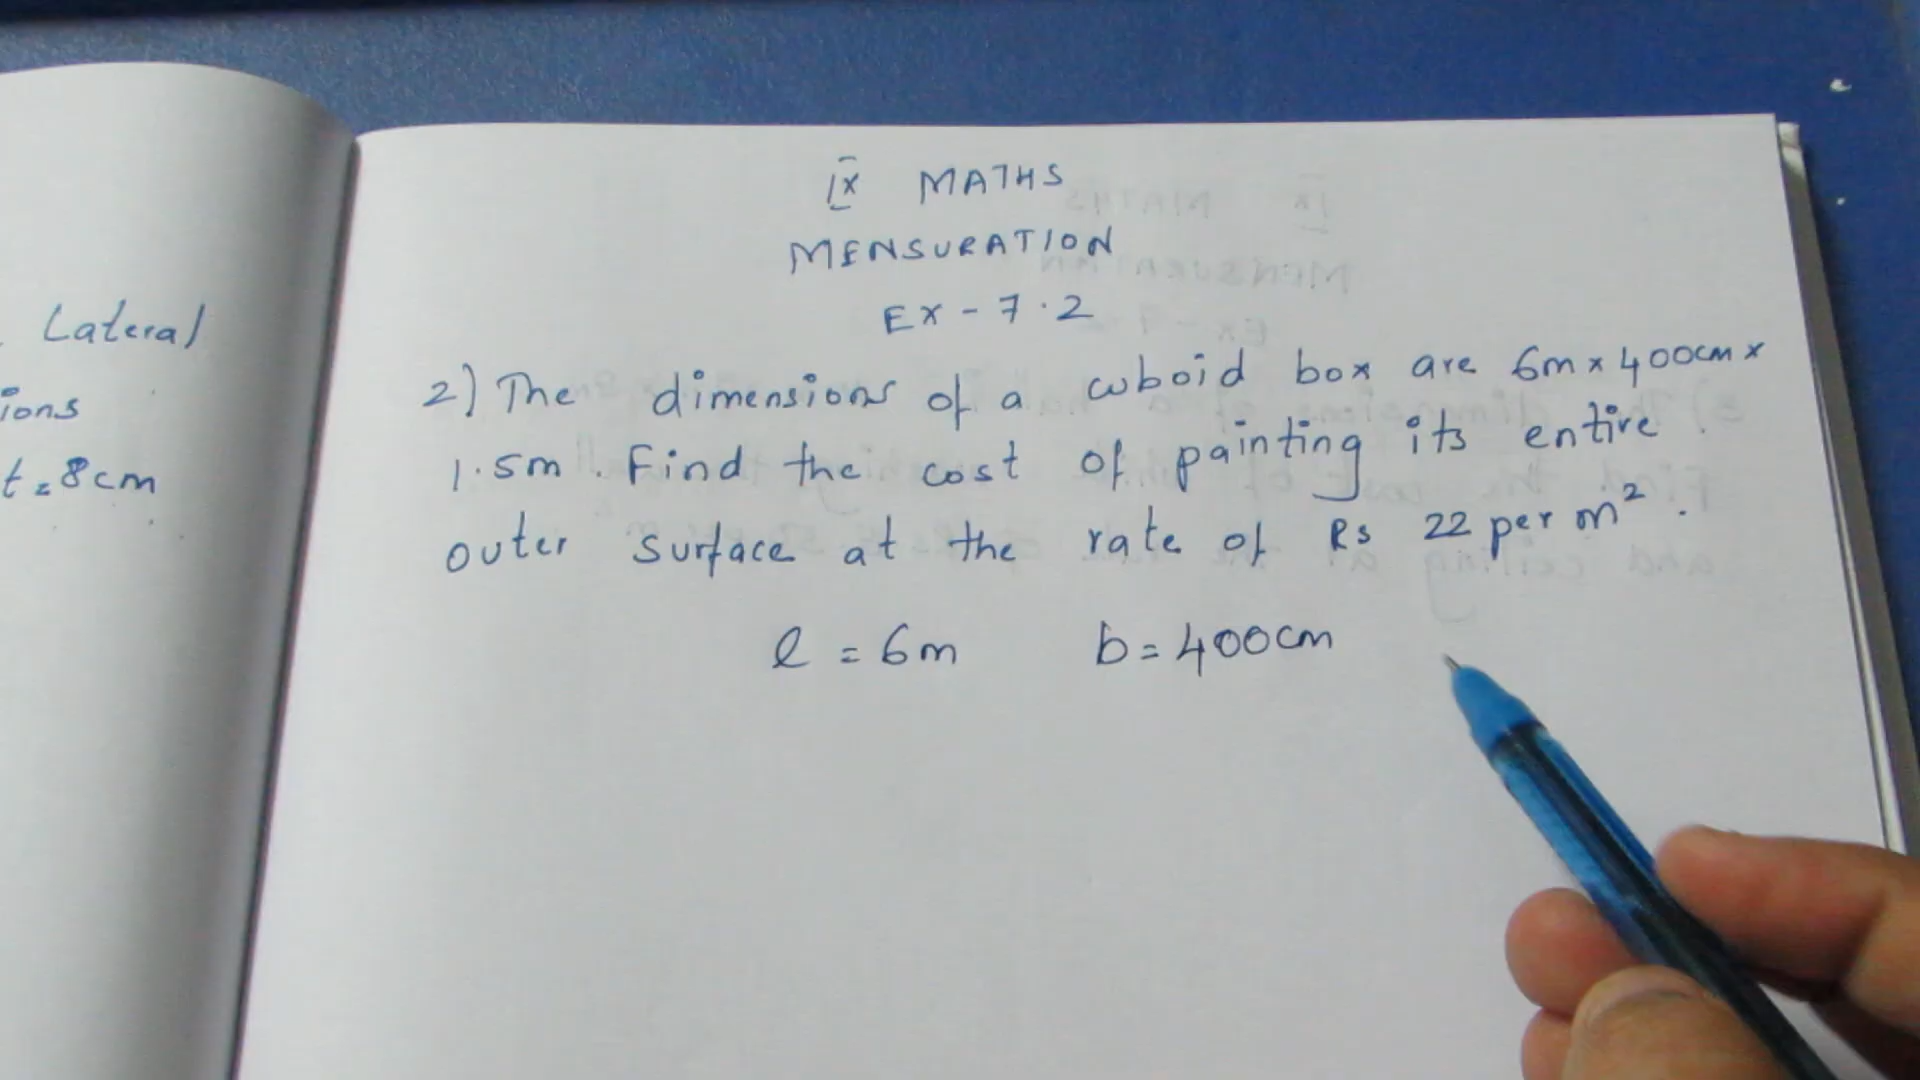 Lateral
ions
t = 8cm
IX MATHS
MENSURATION
EX - 7.2
2) The dimensions of a cuboid box are 6m x 400cm x
1.5m. Find the cost of painting its entire
outer surface at the rate of Rs 22 per m².
l = 6m b = 400cm